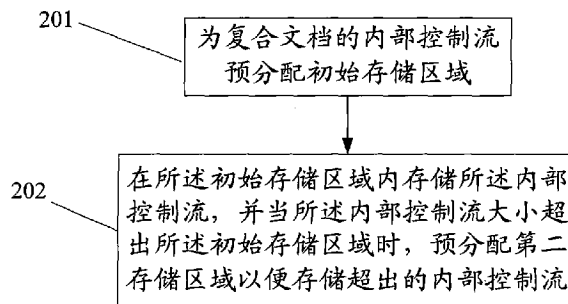 201
为复合文档的内部控制流
预分配初始存储区域
202
在所述初始存储区域内存储所述内部
控制流，并当所述内部控制流大小超
出所述初始存储区域时，预分配第二
存储区域以便存储超出的内部控制流